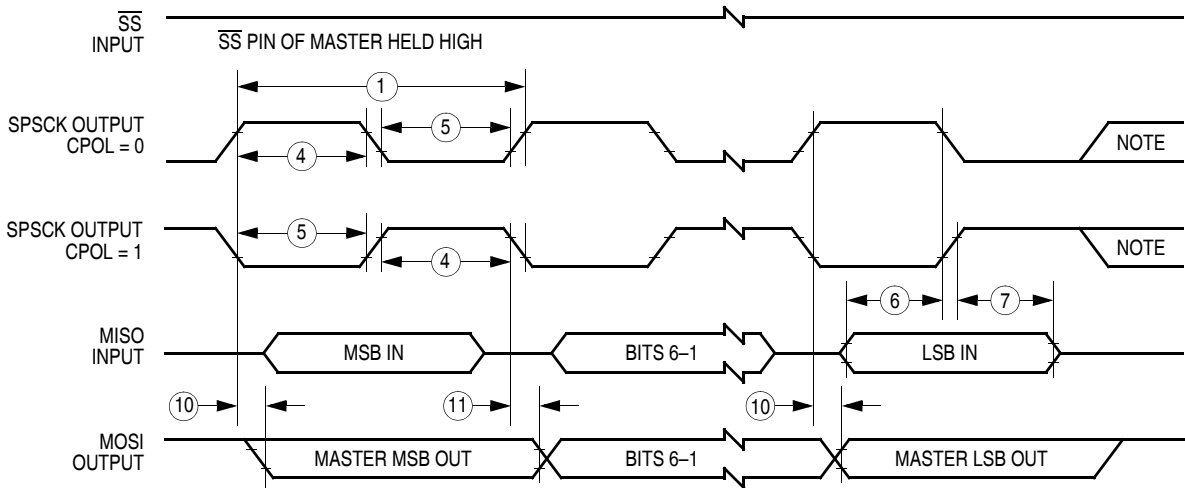 SS
INPUT
SS PIN OF MASTER HELD HIGH
1
SPSCK OUTPUT
CPOL = 0
5
4
NOTE
SPSCK OUTPUT
CPOL = 1
5
4
NOTE
6
7
MISO
INPUT
MSB IN
BITS 6–1
LSB IN
10
11
10
MOSI
OUTPUT
MASTER MSB OUT
BITS 6–1
MASTER LSB OUT